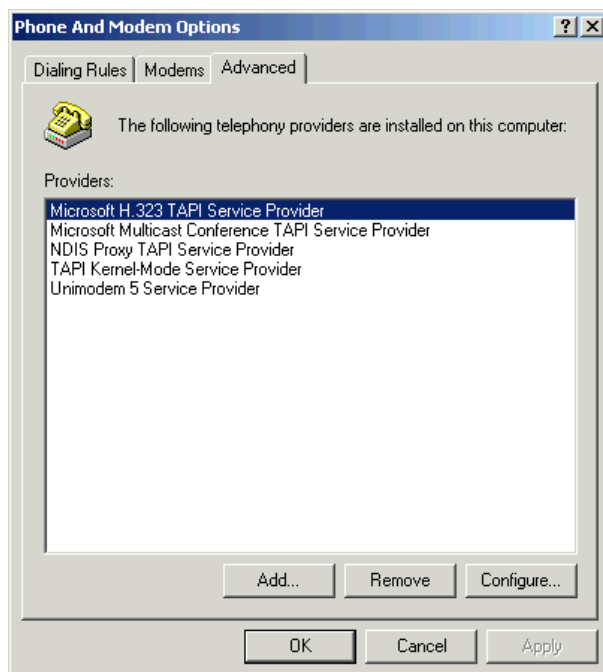 Phone And Modem Options
Dialing Rules Modems Advanced
The following telephony providers are installed on this computer:
Providers:
Microsoft H.323 TAPI Service Provider
Microsoft Multicast Conference TAPI Service Provider
NDIS Proxy TAPI Service Provider
TAPI Kernel-Mode Service Provider
Unimodem 5 Service Provider
Add... Remove Configure...
OK Cancel Apply